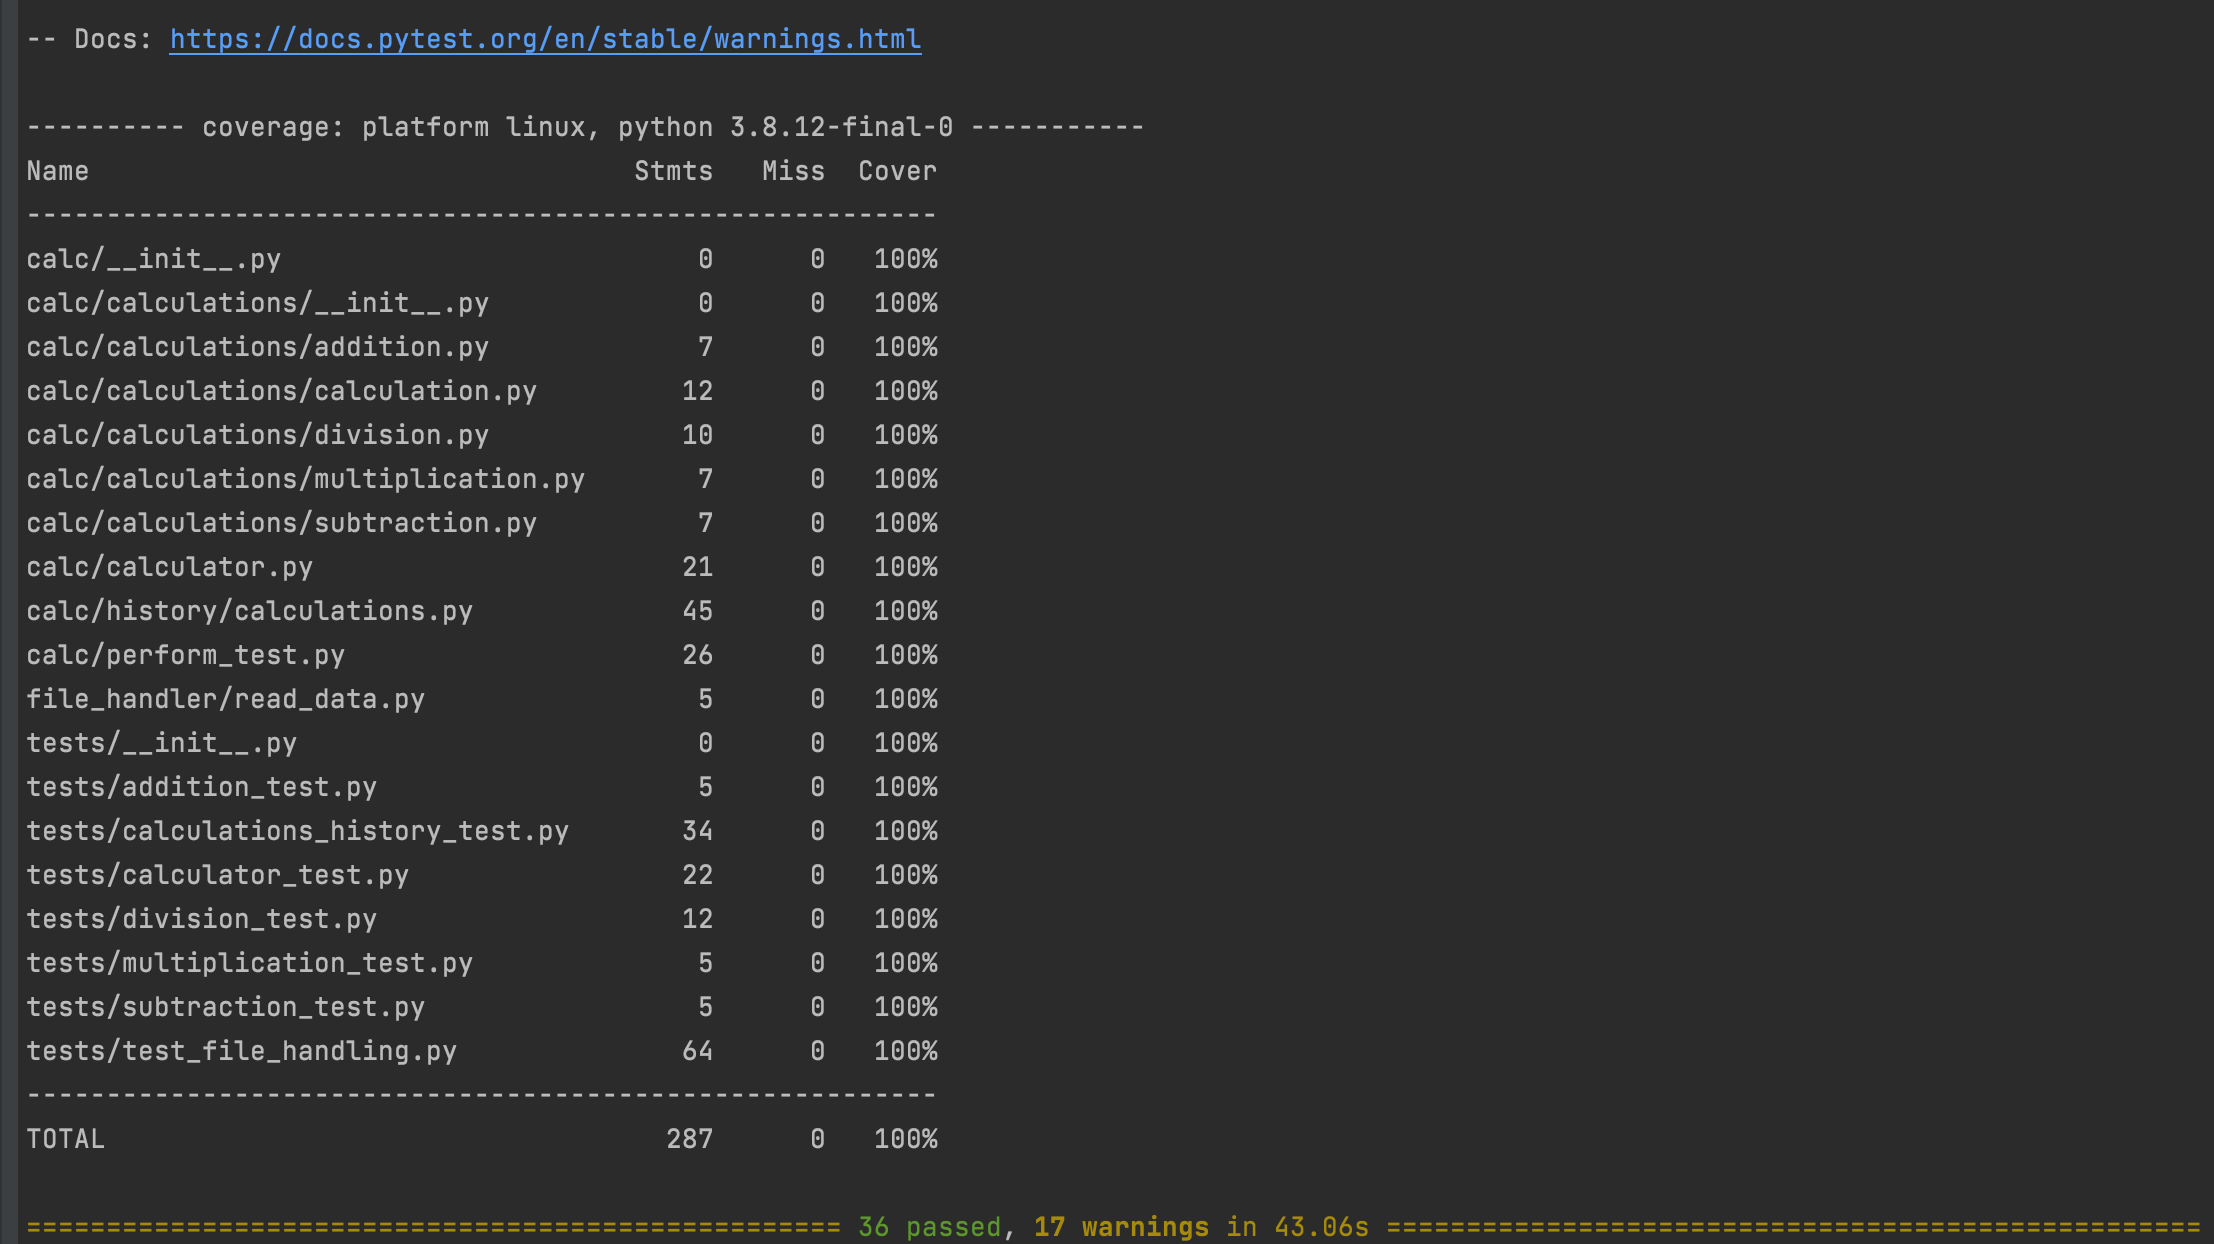 -- Docs: https://docs.pytest.org/en/stable/warnings.html
---------- coverage: platform linux, python 3.8.12-final-0 -----------
Name                                  Stmts   Miss  Cover
---------------------------------------------------------
calc/__init__.py                          0      0   100%
calc/calculations/__init__.py             0      0   100%
calc/calculations/addition.py             7      0   100%
calc/calculations/calculation.py         12      0   100%
calc/calculations/division.py            10      0   100%
calc/calculations/multiplication.py       7      0   100%
calc/calculations/subtraction.py          7      0   100%
calc/calculator.py                       21      0   100%
calc/history/calculations.py             45      0   100%
calc/perform_test.py                     26      0   100%
file_handler/read_data.py                 5      0   100%
tests/__init__.py                         0      0   100%
tests/addition_test.py                    5      0   100%
tests/calculations_history_test.py       34      0   100%
tests/calculator_test.py                 22      0   100%
tests/division_test.py                   12      0   100%
tests/multiplication_test.py              5      0   100%
tests/subtraction_test.py                 5      0   100%
tests/test_file_handling.py              64      0   100%
---------------------------------------------------------
TOTAL                                   287      0   100%
=================================================== 36 passed, 17 warnings in 43.06s ===================================================